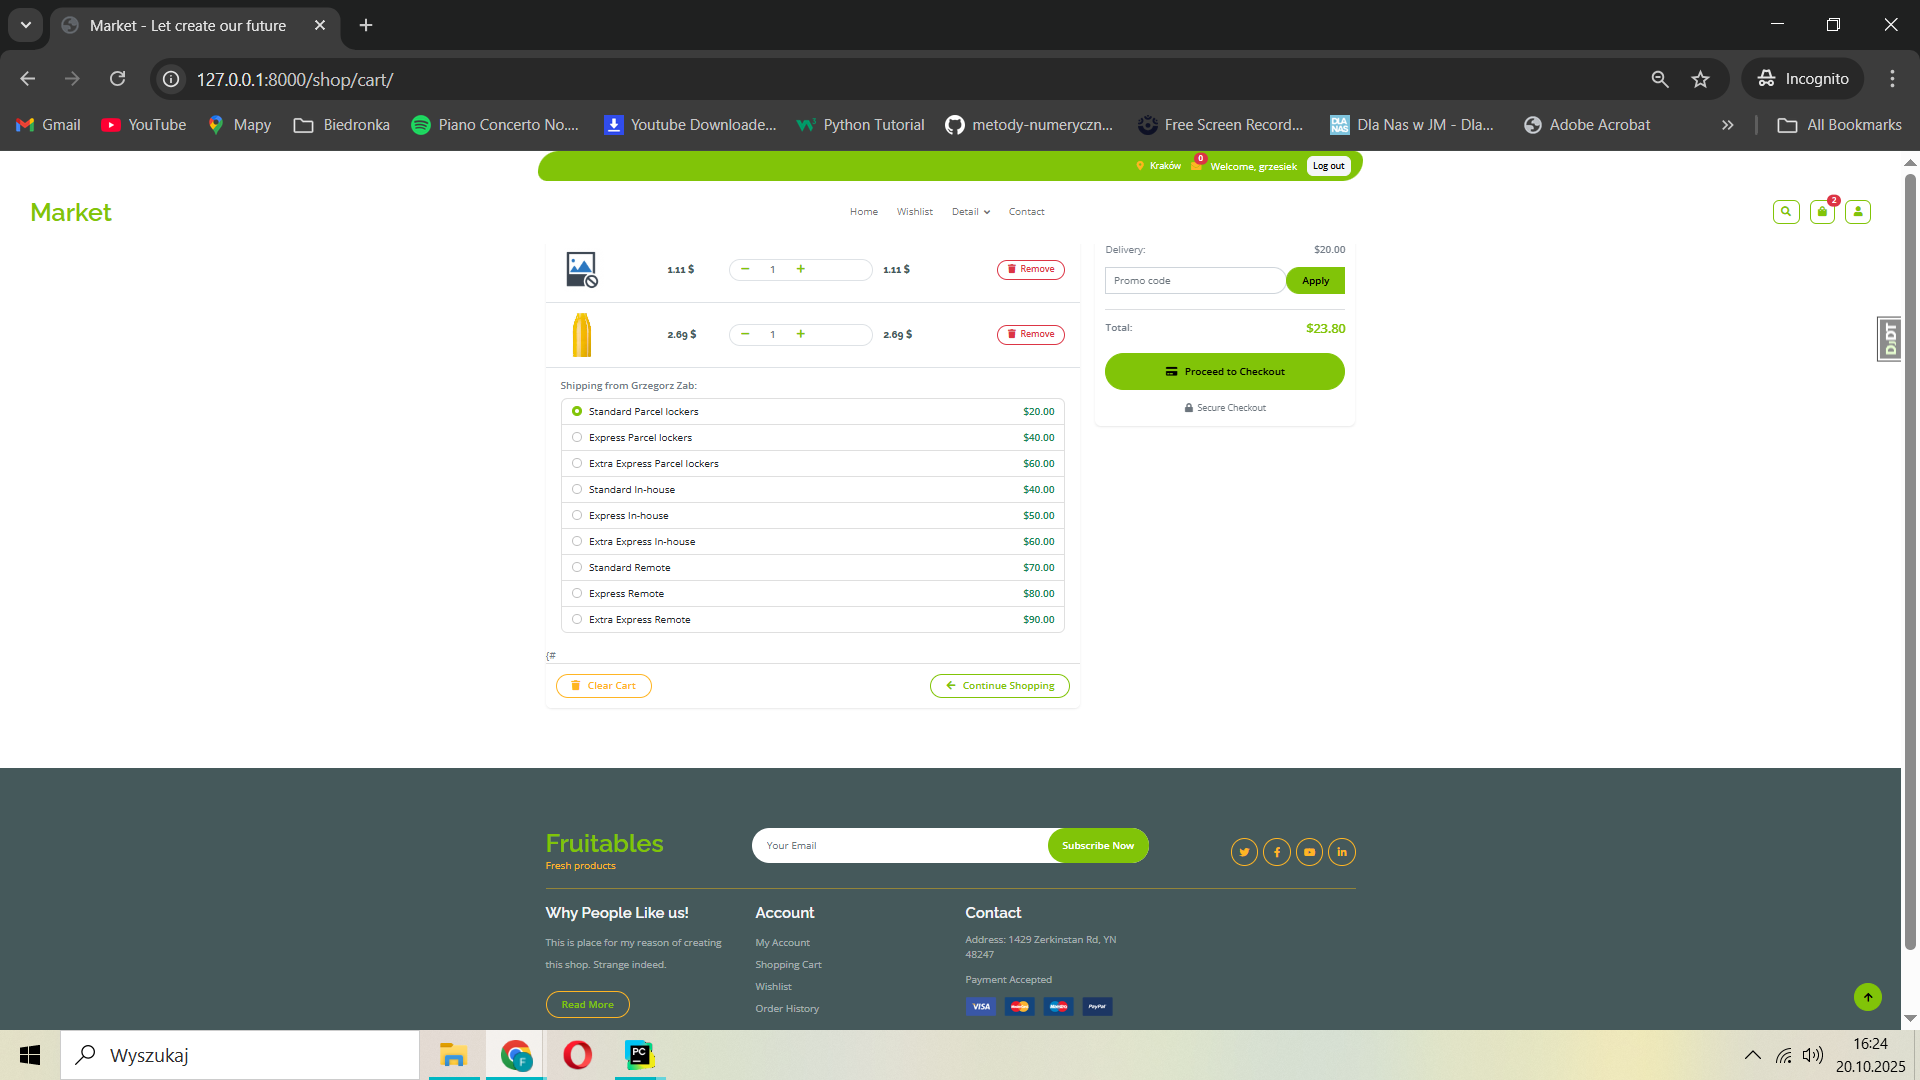 Market - Let create our future
127.0.0.1:8000/shop/cart/
Incognito
Gmail
YouTube
Mapy
Biedronka
Piano Concerto No....
Youtube Downloade...
Python Tutorial
metody-numeryczn...
Free Screen Record...
DLA NAS
Dla Nas w JM - Dla...
Adobe Acrobat
All Bookmarks
Kraków
0
Welcome, grzesiek
Log out
Market
Home
Wishlist
Detail
Contact
2
1.11 $
1
1.11 $
Remove
2.69 $
1
2.69 $
Remove
Shipping from Grzegorz Zab:
Standard Parcel lockers $20.00
Express Parcel lockers $40.00
Extra Express Parcel lockers $60.00
Standard In-house $40.00
Express In-house $50.00
Extra Express In-house $60.00
Standard Remote $70.00
Express Remote $80.00
Extra Express Remote $90.00
{#
Clear Cart
Continue Shopping
Delivery: $20.00
Promo code
Apply
Total: $23.80
Proceed to Checkout
Secure Checkout
DJDT
Fruitables
Fresh products
Your Email
Subscribe Now
Why People Like us!
This is place for my reason of creating
this shop. Strange indeed.
Read More
Account
My Account
Shopping Cart
Wishlist
Order History
Contact
Address: 1429 Zerkinstan Rd, YN
48247
Payment Accepted
VISA
MasterCard
Maestro
PayPal
Wyszukaj
F
PC
16:24
20.10.2025